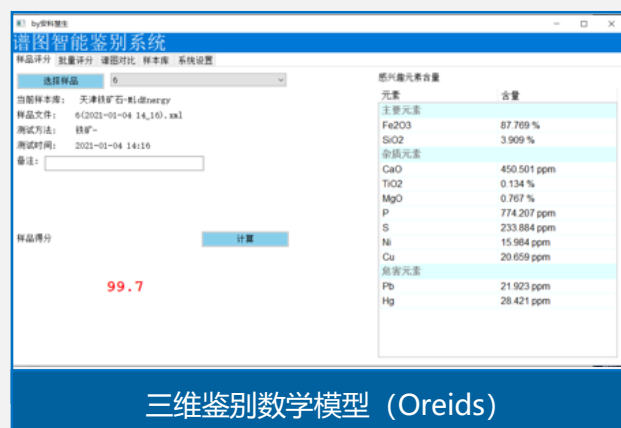 by安科慧生
谱图智能鉴别系统
样品评分 批量评分 谱图对比 样本库 系统设置
选择样品 6
当前样本库: 天津铁矿石-MidEnergy
样品文件: 6(2021-01-04 14_16).xml
测试方法: 铁矿-
测试时间: 2021-01-04 14:16
备注:
样品得分 计算
99.7
感兴趣元素含量
元素 含量
主要元素
Fe2O3 87.769 %
SiO2 3.909 %
杂质元素
CaO 450.501 ppm
TiO2 0.134 %
MgO 0.767 %
P 774.207 ppm
S 233.884 ppm
Ni 15.984 ppm
Cu 20.659 ppm
危害元素
Pb 21.923 ppm
Hg 28.421 ppm
三维鉴别数学模型（Oreids）